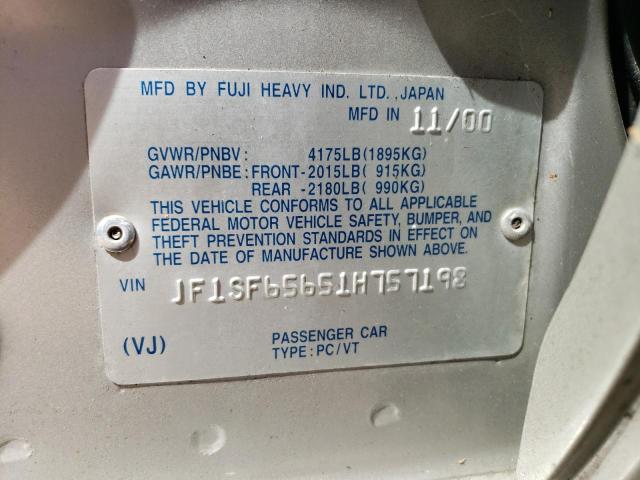 MFD BY FUJI HEAVY IND. LTD., JAPAN
MFD IN 11/00
GVWR/PNBV: 4175LB(1895KG)
GAWR/PNBE: FRONT-2015LB( 915KG)
REAR -2180LB( 990KG)
THIS VEHICLE CONFORMS TO ALL APPLICABLE
FEDERAL MOTOR VEHICLE SAFETY, BUMPER, AND
THEFT PREVENTION STANDARDS IN EFFECT ON
THE DATE OF MANUFACTURE SHOWN ABOVE.
VIN JF1SF65651H757198
(VJ) PASSENGER CAR
TYPE: PC/VT